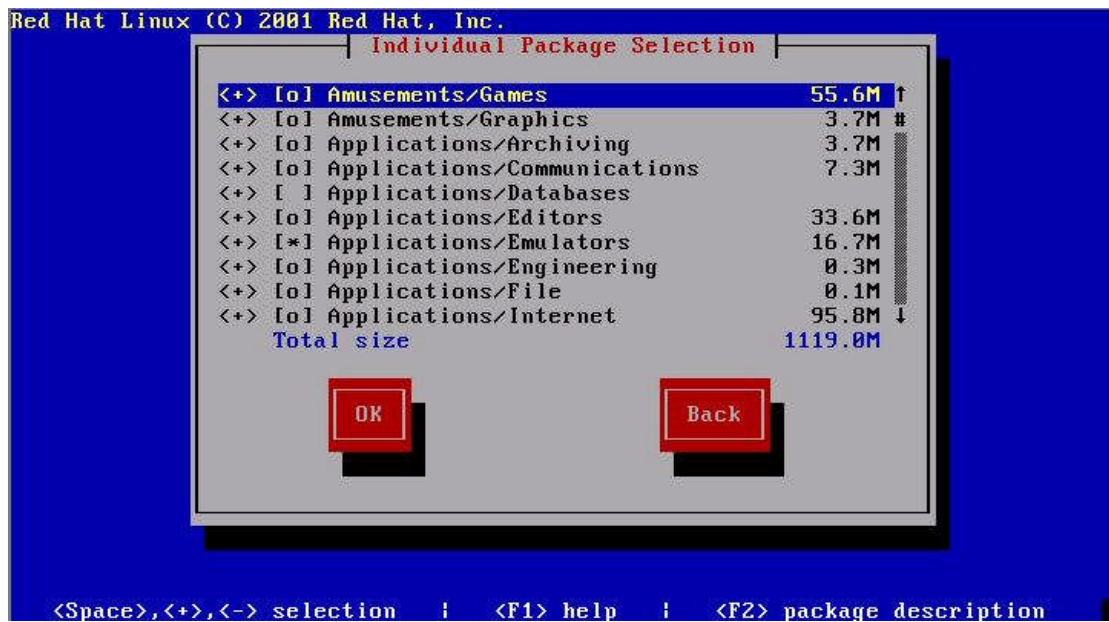 Red Hat Linux (C) 2001 Red Hat, Inc.
Individual Package Selection
<+> [o] Amusements/Games 55.6M ↑
<+> [o] Amusements/Graphics 3.7M #
<+> [o] Applications/Archiving 3.7M
<+> [o] Applications/Communications 7.3M
<+> [ ] Applications/Databases
<+> [o] Applications/Editors 33.6M
<+> [*] Applications/Emulators 16.7M
<+> [o] Applications/Engineering 0.3M
<+> [o] Applications/File 0.1M
<+> [o] Applications/Internet 95.8M ↓
Total size 1119.0M
OK Back
<Space>,<+>,<-> selection | <F1> help | <F2> package description